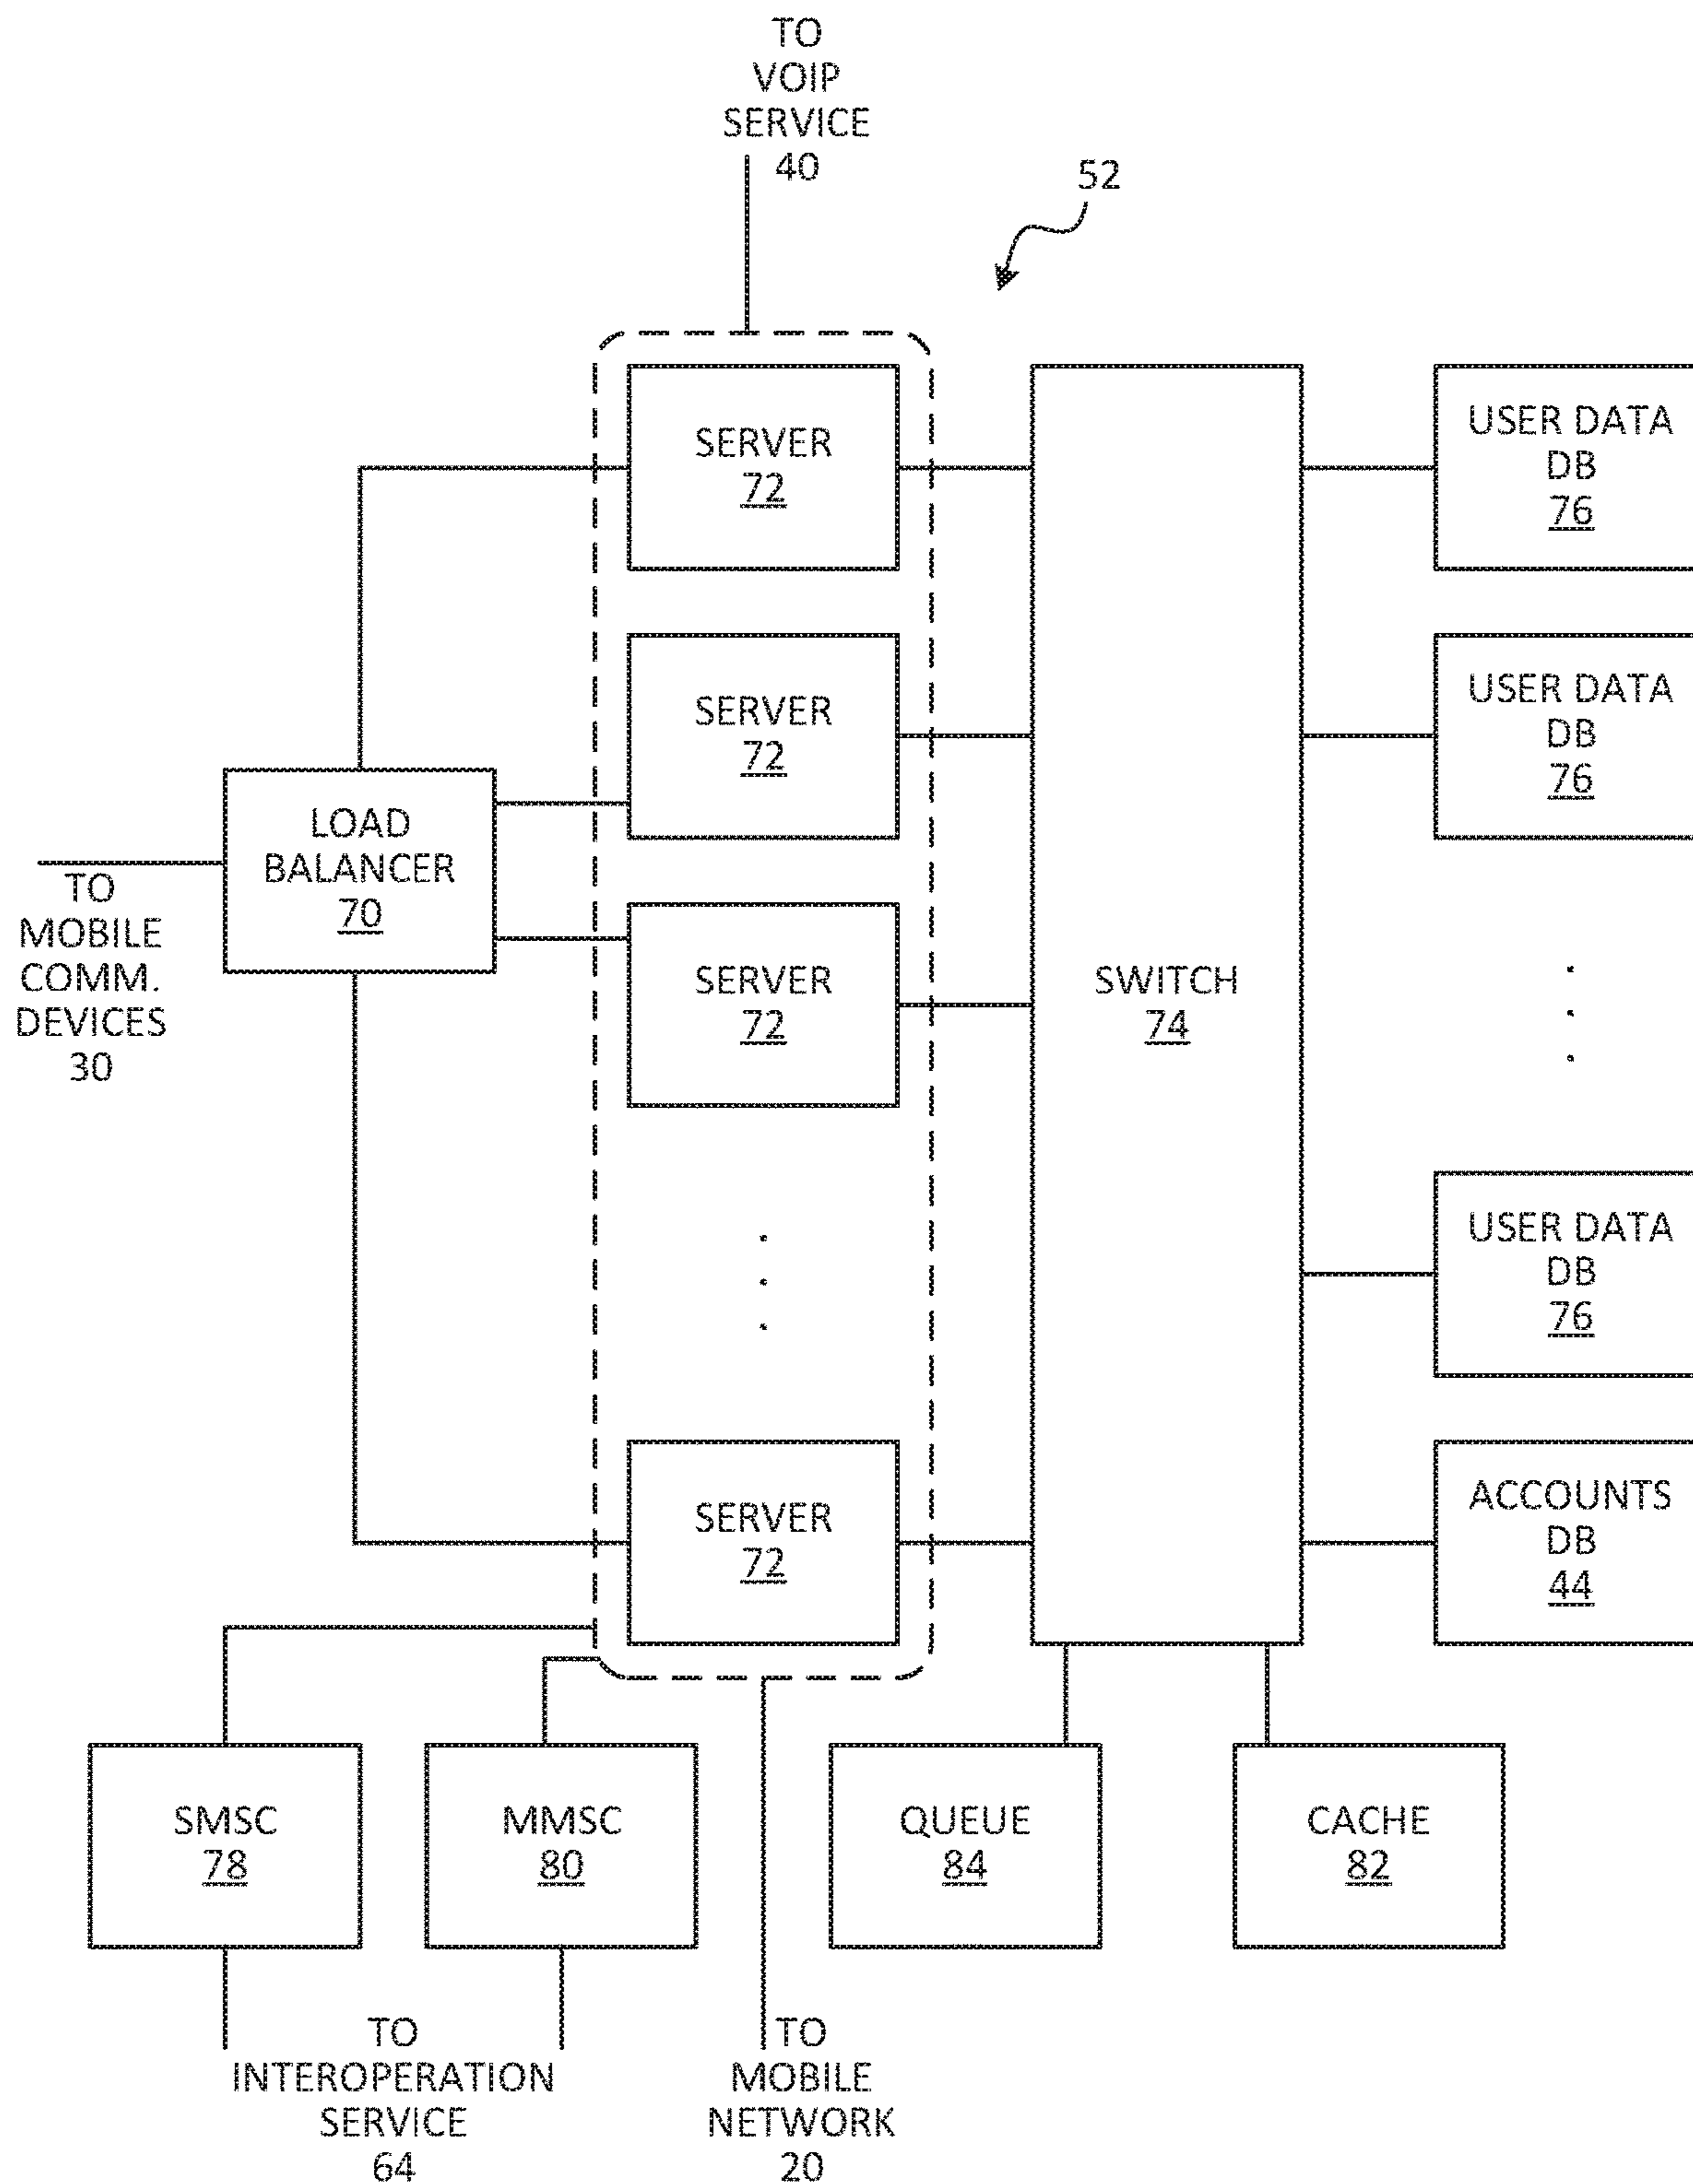 TO
VOIP
SERVICE
40
52
SERVER
72
USER DATA
DB
76
SERVER
72
USER DATA
DB
76
LOAD
BALANCER
70
TO
MOBILE
COMM.
DEVICES
30
SERVER
72
SWITCH
74
.
.
.
.
.
.
USER DATA
DB
76
SERVER
72
ACCOUNTS
DB
44
SMSC
78
MMSC
80
QUEUE
84
CACHE
82
TO
INTEROPERATION
SERVICE
64
TO
MOBILE
NETWORK
20